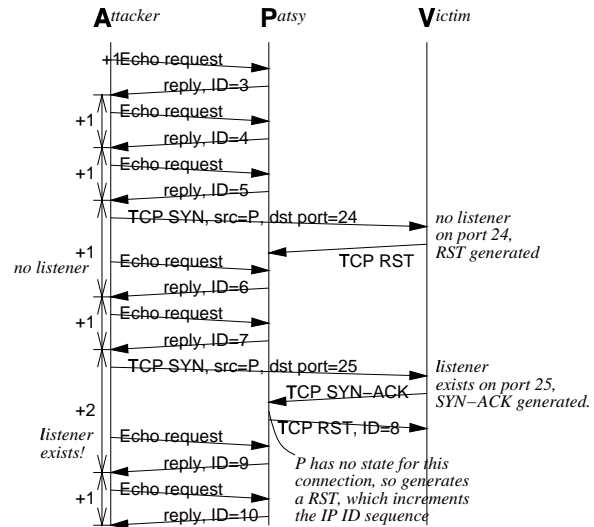 Attacker Patsy Victim
+1 Echo request
reply, ID=3
+1
Echo request
reply, ID=4
+1
Echo request
reply, ID=5
TCP SYN, src=P, dst port=24
no listener
on port 24,
RST generated
TCP RST
+1
no listener
Echo request
reply, ID=6
+1
Echo request
reply, ID=7
TCP SYN, src=P, dst port=25
listener
exists on port 25,
SYN−ACK generated.
TCP SYN−ACK
+2
listener
exists!
TCP RST, ID=8
Echo request
reply, ID=9
P has no state for this
connection, so generates
a RST, which increments
the IP ID sequence
+1
Echo request
reply, ID=10